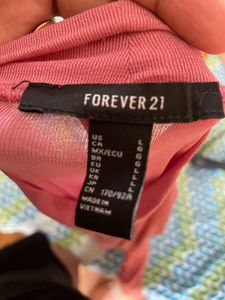 FOREVER 21
US L
CA G
MX/ECU G
BR G
EU L
UK L
KR L
JP L
CN 170/92A
MADE IN
VIETNAM